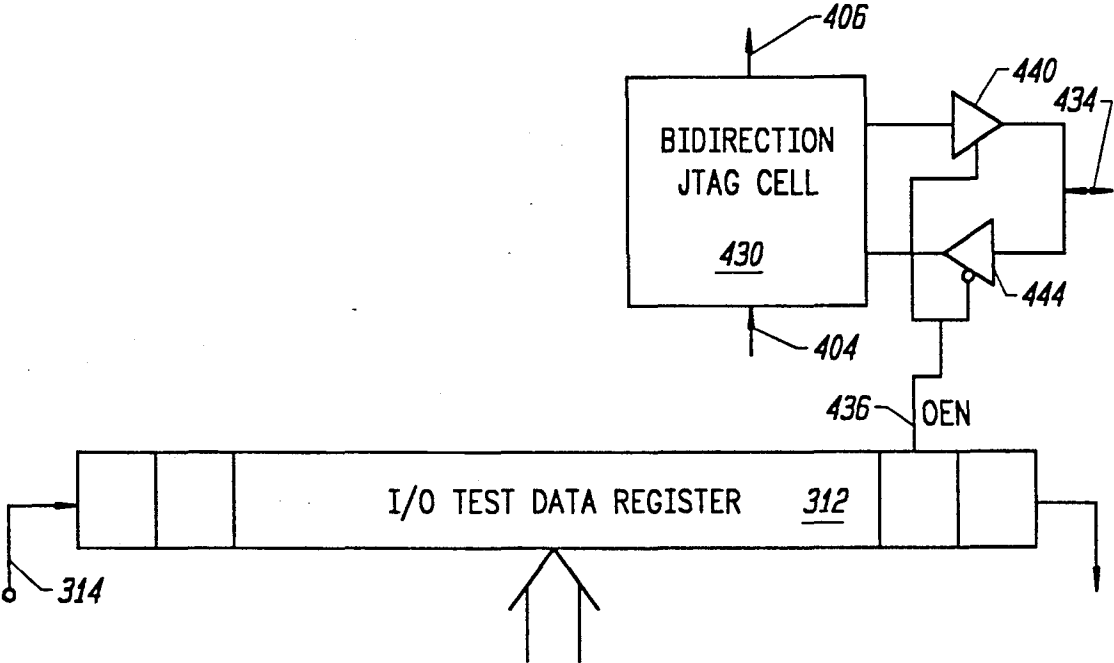 406
440
434
BIDIRECTION
JTAG CELL
430
444
404
436
OEN
I/O TEST DATA REGISTER 312
314